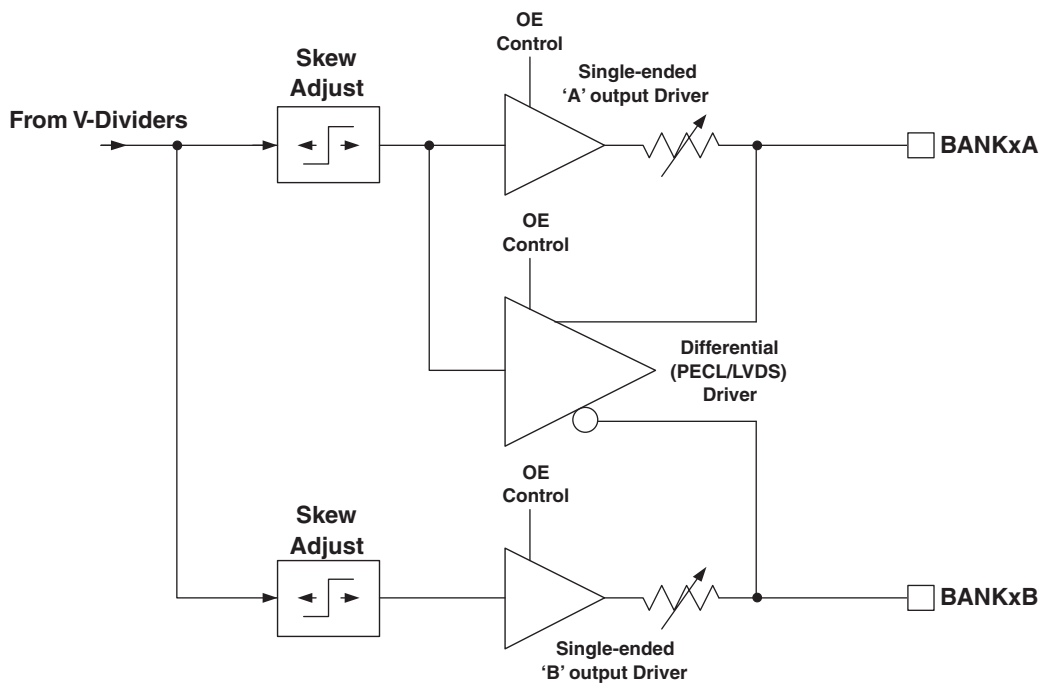 OE
Control
Skew
Adjust
Single-ended
‘A’ output Driver
From V-Dividers
BANKxA
OE
Control
Differential
(PECL/LVDS)
Driver
OE
Control
Skew
Adjust
BANKxB
Single-ended
‘B’ output Driver